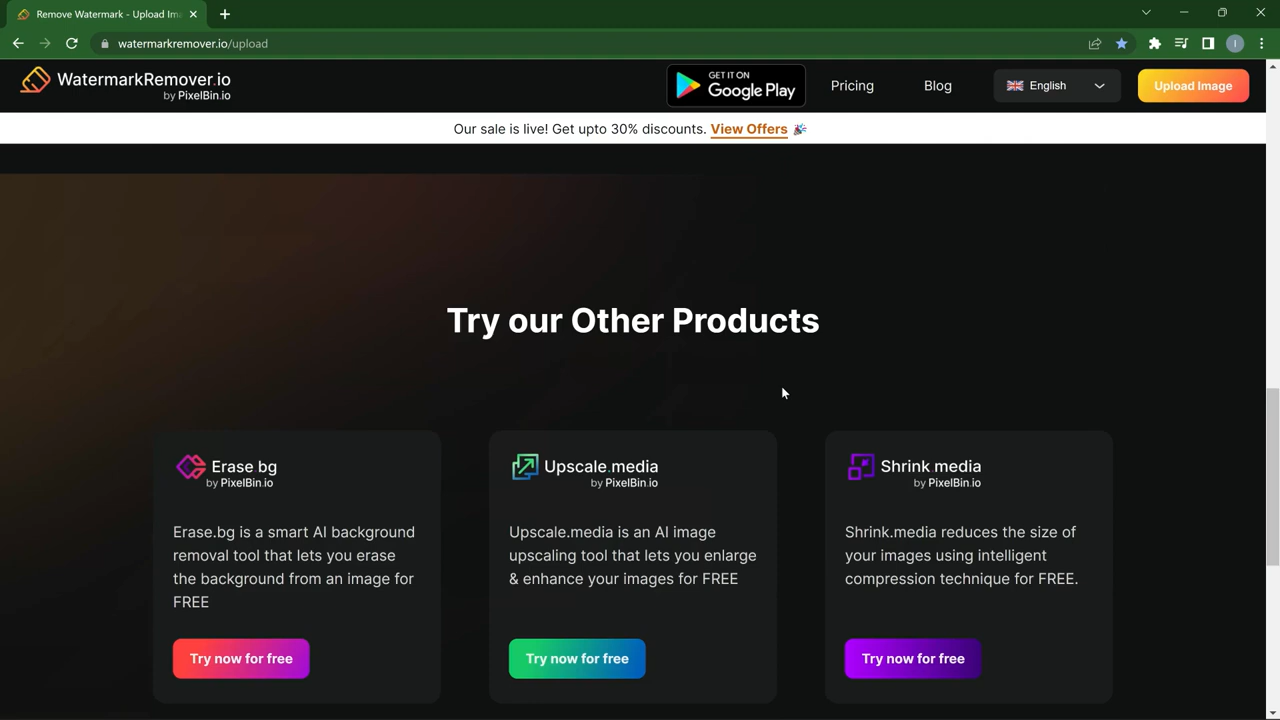 Remove Watermark - Upload Im
watermarkremover.io/upload
I
WatermarkRemover.io
by PixelBin.io
GET IT ON
Google Play
Pricing
Blog
English
Upload Image
Our sale is live! Get upto 30% discounts. View Offers
Try our Other Products
Erase.bg
by PixelBin.io
Erase.bg is a smart AI background
removal tool that lets you erase
the background from an image for
FREE
Try now for free
Upscale.media
by PixelBin.io
Upscale.media is an AI image
upscaling tool that lets you enlarge
& enhance your images for FREE
Try now for free
Shrink.media
by PixelBin.io
Shrink.media reduces the size of
your images using intelligent
compression technique for FREE.
Try now for free